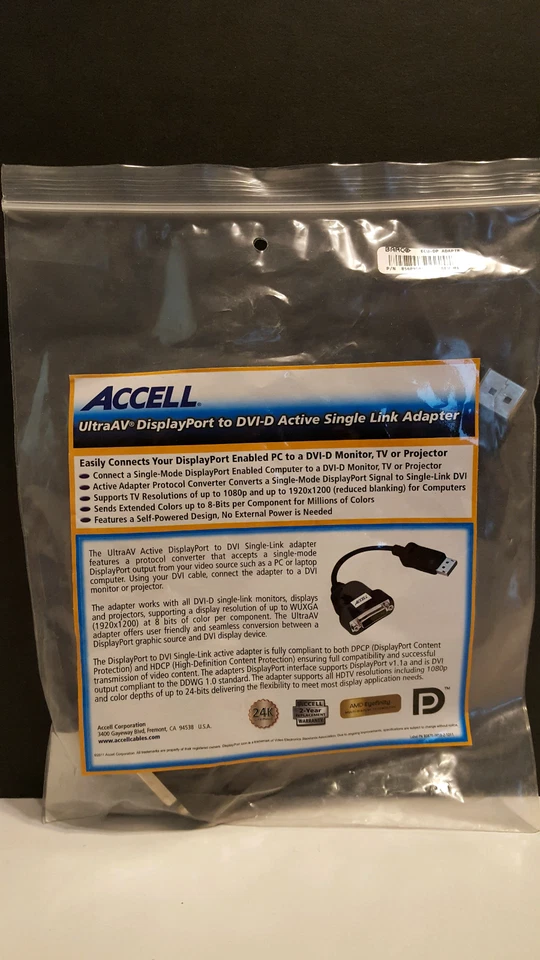 BARCO
P/N
ACCELL®
UltraAV® DisplayPort to DVI-D Active Single Link Adapter
Easily Connects Your DisplayPort Enabled PC to a DVI-D Monitor, TV or Projector
Connect a Single-Mode DisplayPort Enabled Computer to a DVI-D Monitor, TV or Projector
Active Adapter Protocol Converter Converts a Single-Mode DisplayPort Signal to Single-Link DVI
Supports TV Resolutions of up to 1080p and up to 1920x1200 (reduced blanking) for Computers
Sends Extended Colors up to 8-Bits per Component for Millions of Colors
Features a Self-Powered Design, No External Power is Needed
The UltraAV Active DisplayPort to DVI Single-Link adapter
features a protocol converter that accepts a single-mode
DisplayPort output from your video source such as a PC or laptop
computer. Using your DVI cable, connect the adapter to a DVI
monitor or projector.
The adapter works with all DVI-D single-link monitors, displays
and projectors, supporting a display resolution of up to WUXGA
(1920x1200) at 8 bits of color per component. The UltraAV
adapter offers user friendly and seamless conversion between a
DisplayPort graphic source and DVI display device.
The DisplayPort to DVI Single-Link active adapter is fully compliant to both DPCP (DisplayPort Content
Protection) and HDCP (High-Definition Content Protection) ensuring full compatibility and successful
transmission of video content. The adapters DisplayPort interface supports DisplayPort v1.1a and is DVI
output compliant to the DDWG 1.0 standard. The adapter supports all HDTV resolutions including 1080p
and color depths of up to 24-bits delivering the flexibility to meet most display application needs.
24K
ACCELL
2-Year
REPLACEMENT
WARRANTY
AMD Eyefinity
DP™
Accell Corporation
3400 Gayeway Blvd, Fremont, CA 94538 U.S.A.
www.accellcables.com